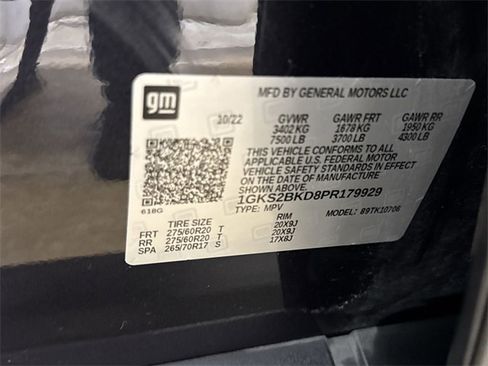 gm
MFD BY GENERAL MOTORS LLC
10/22 GVWR GAWR FRT GAWR RR
3402 KG 1678 KG 1950 KG
7500 LB 3700 LB 4300 LB
THIS VEHICLE CONFORMS TO ALL
APPLICABLE U.S. FEDERAL MOTOR
VEHICLE SAFETY STANDARDS IN EFFECT
ON THE DATE OF MANUFACTURE
SHOWN ABOVE.
1GKS2BKD8PR179929
TYPE: MPV MODEL: 89TK10706
618G
TIRE SIZE RIM
FRT 275/60R20 T 20X9J
RR 275/60R20 T 20X9J
SPA 265/70R17 S 17X8J